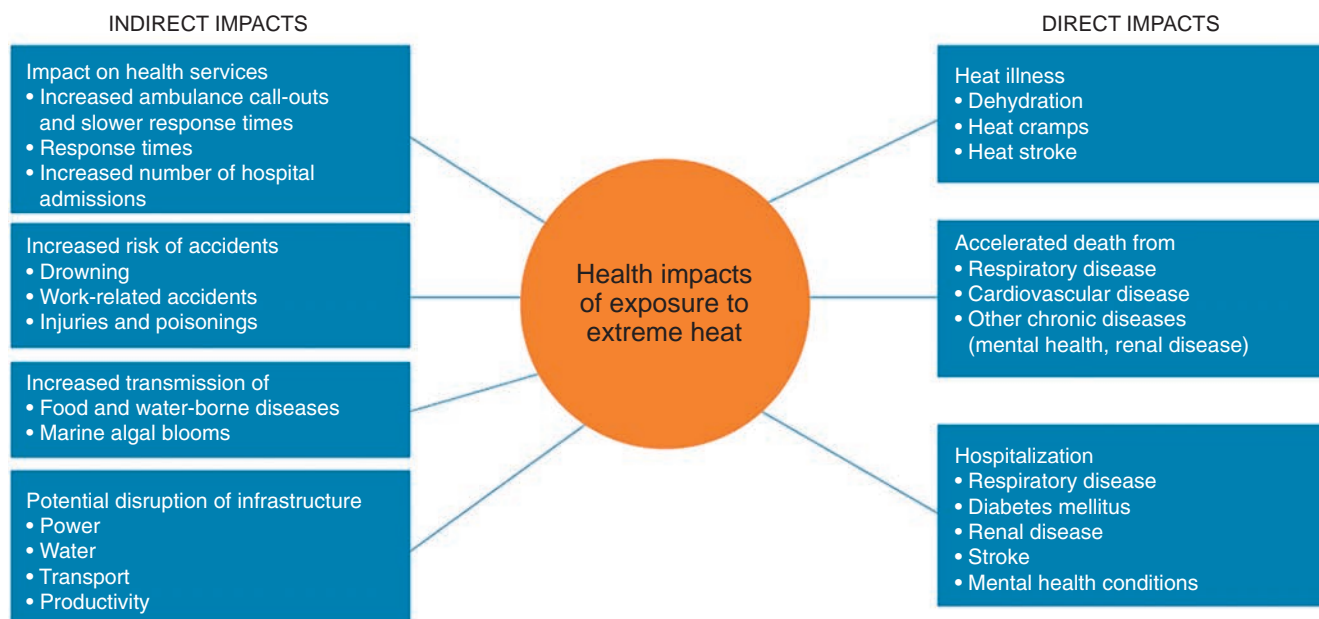 INDIRECT IMPACTS
Impact on health services
• Increased ambulance call-outs
and slower response times
• Response times
• Increased number of hospital
admissions
Increased risk of accidents
• Drowning
• Work-related accidents
• Injuries and poisonings
Increased transmission of
• Food and water-borne diseases
• Marine algal blooms
Potential disruption of infrastructure
• Power
• Water
• Transport
• Productivity
Health impacts
of exposure to
extreme heat
DIRECT IMPACTS
Heat illness
• Dehydration
• Heat cramps
• Heat stroke
Accelerated death from
• Respiratory disease
• Cardiovascular disease
• Other chronic diseases
(mental health, renal disease)
Hospitalization
• Respiratory disease
• Diabetes mellitus
• Renal disease
• Stroke
• Mental health conditions